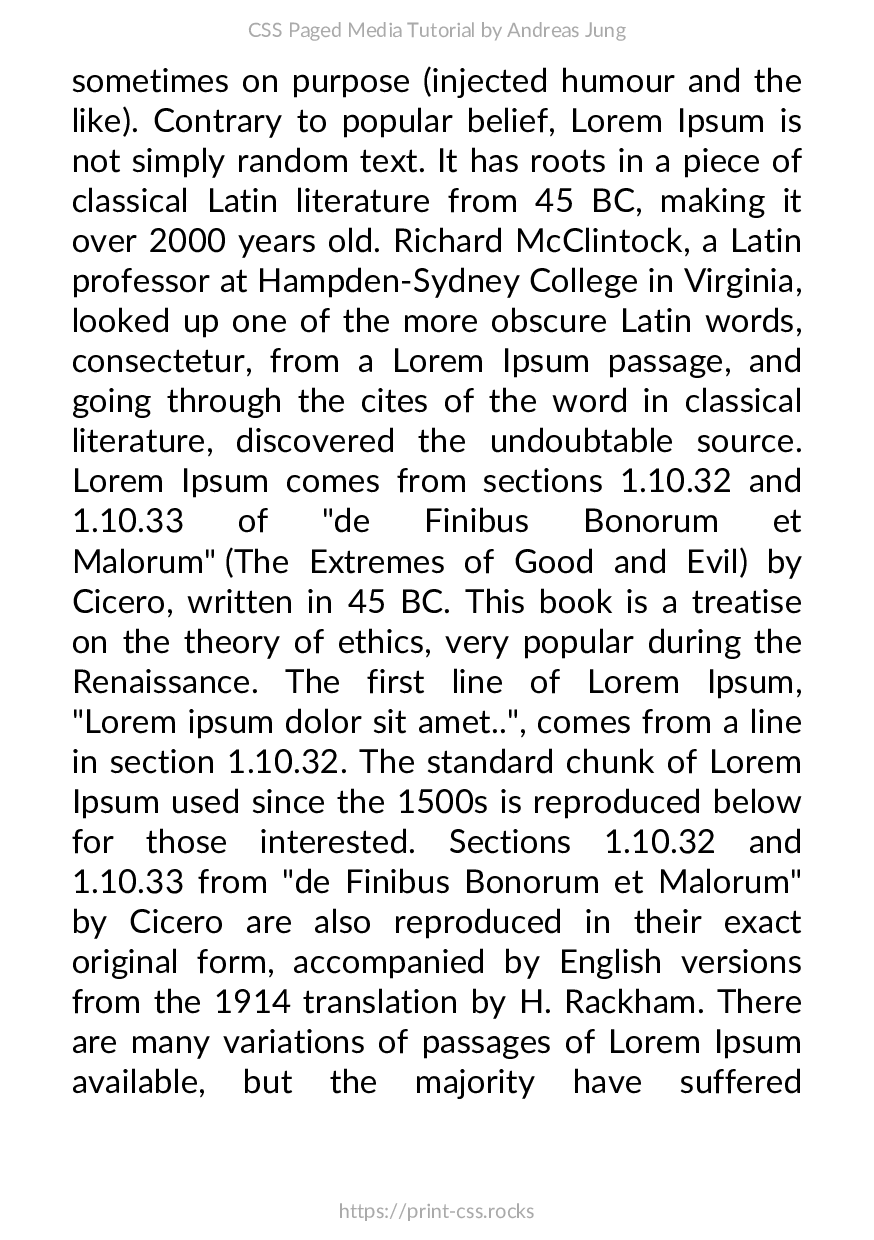 CSS Paged Media Tutorial by Andreas Jung
sometimes on purpose (injected humour and the
like). Contrary to popular belief, Lorem Ipsum is
not simply random text. It has roots in a piece of
classical Latin literature from 45 BC, making it
over 2000 years old. Richard McClintock, a Latin
professor at Hampden-Sydney College in Virginia,
looked up one of the more obscure Latin words,
consectetur, from a Lorem Ipsum passage, and
going through the cites of the word in classical
literature, discovered the undoubtable source.
Lorem Ipsum comes from sections 1.10.32 and
1.10.33 of "de Finibus Bonorum et
Malorum" (The Extremes of Good and Evil) by
Cicero, written in 45 BC. This book is a treatise
on the theory of ethics, very popular during the
Renaissance. The first line of Lorem Ipsum,
"Lorem ipsum dolor sit amet..", comes from a line
in section 1.10.32. The standard chunk of Lorem
Ipsum used since the 1500s is reproduced below
for those interested. Sections 1.10.32 and
1.10.33 from "de Finibus Bonorum et Malorum"
by Cicero are also reproduced in their exact
original form, accompanied by English versions
from the 1914 translation by H. Rackham. There
are many variations of passages of Lorem Ipsum
available, but the majority have suffered
https://print-css.rocks